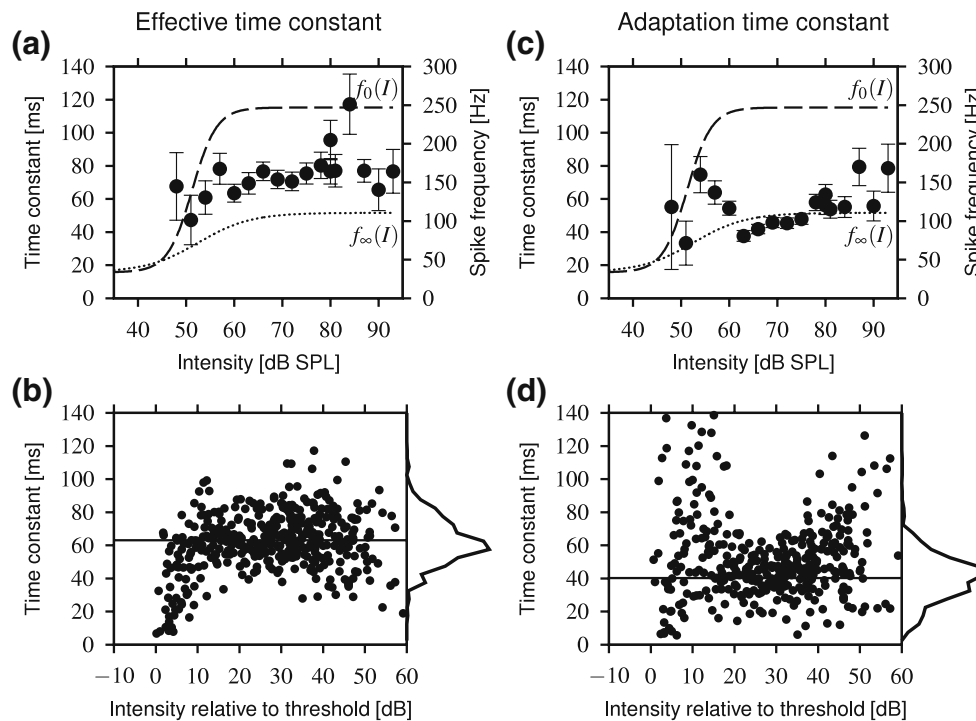 Effective time constant
Adaptation time constant
(a)
140
120
100
80
60
40
20
0
Time constant [ms]
300
250
200
150
100
50
0
Spike frequency [Hz]
f₀(I)
f∞(I)
40 50 60 70 80 90
Intensity [dB SPL]
(c)
140
120
100
80
60
40
20
0
Time constant [ms]
300
250
200
150
100
50
0
Spike frequency [Hz]
f₀(I)
f∞(I)
40 50 60 70 80 90
Intensity [dB SPL]
(b)
140
120
100
80
60
40
20
0
Time constant [ms]
−10 0 10 20 30 40 50 60
Intensity relative to threshold [dB]
(d)
140
120
100
80
60
40
20
0
Time constant [ms]
−10 0 10 20 30 40 50 60
Intensity relative to threshold [dB]